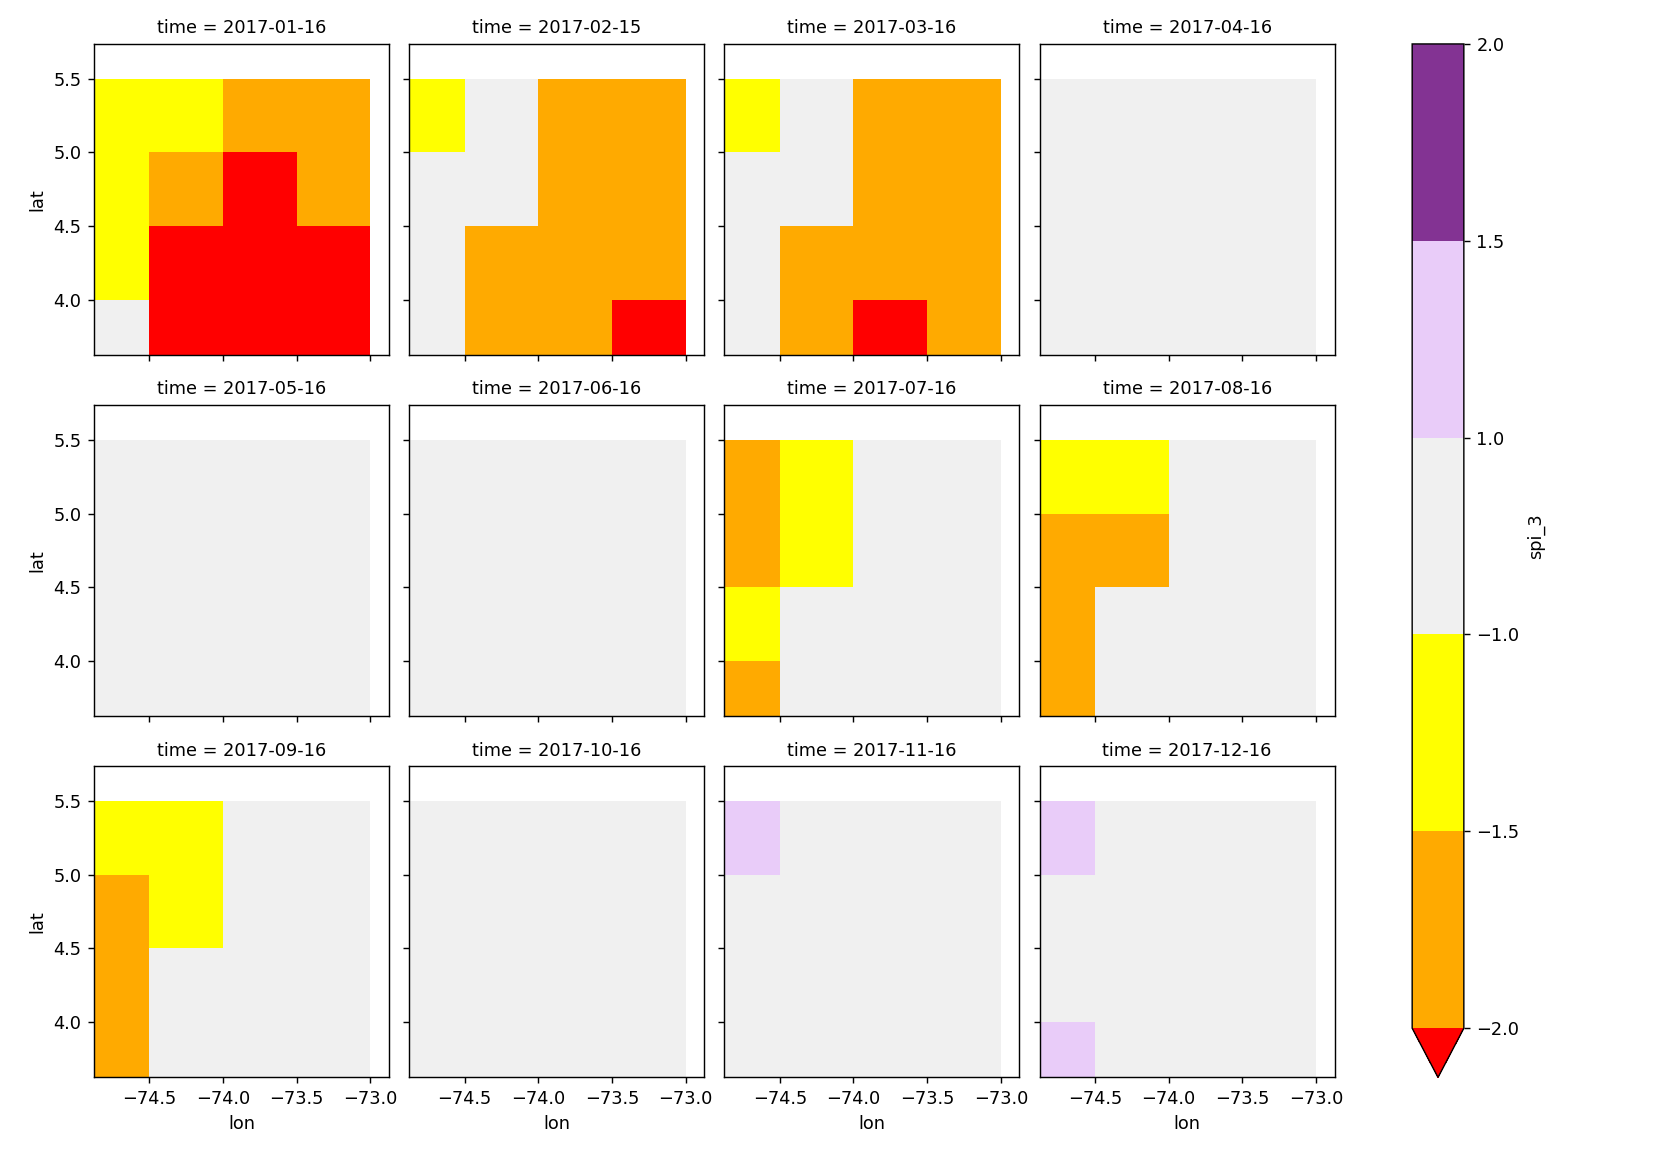 time = 2017-01-16
time = 2017-02-15
time = 2017-03-16
time = 2017-04-16
lat
5.5
5.0
4.5
4.0
time = 2017-05-16
time = 2017-06-16
time = 2017-07-16
time = 2017-08-16
lat
5.5
5.0
4.5
4.0
time = 2017-09-16
time = 2017-10-16
time = 2017-11-16
time = 2017-12-16
lat
5.5
5.0
4.5
4.0
−74.5 −74.0 −73.5 −73.0
lon
−74.5 −74.0 −73.5 −73.0
lon
−74.5 −74.0 −73.5 −73.0
lon
−74.5 −74.0 −73.5 −73.0
lon
2.0
1.5
1.0
−1.0
−1.5
−2.0
spi_3